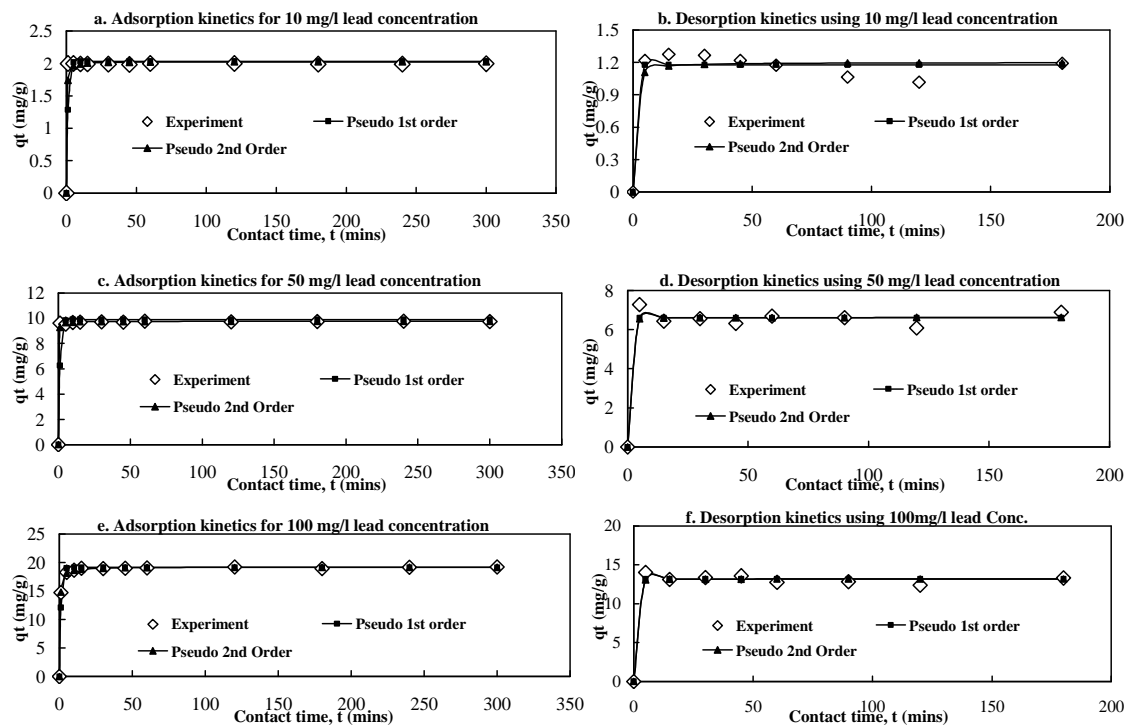 a. Adsorption kinetics for 10 mg/l lead concentration
2.5
2
1.5
1
0.5
0
qt (mg/g)
Experiment
Pseudo 1st order
Pseudo 2nd Order
0 50 100 150 200 250 300 350
Contact time, t (mins)
b. Desorption kinetics using 10 mg/l lead concentration
1.5
1.2
0.9
0.6
0.3
0
qt (mg/g)
Experiment
Pseudo 1st order
Pseudo 2nd Order
0 50 100 150 200
Contact time, t (mins)
c. Adsorption kinetics for 50 mg/l lead concentration
12
10
8
6
4
2
0
qt (mg/g)
Experiment
Pseudo 1st order
Pseudo 2nd Order
0 50 100 150 200 250 300 350
Contact time, t (mins)
d. Desorption kinetics using 50 mg/l lead concentration
8
6
4
2
0
qt (mg/g)
Experiment
Pseudo 1st order
Pseudo 2nd Order
0 50 100 150 200
Contact time, t (mins)
e. Adsorption kinetics for 100 mg/l lead concentration
25
20
15
10
5
0
qt (mg/g)
Experiment
Pseudo 1st order
Pseudo 2nd Order
0 50 100 150 200 250 300 350
Contact time, t (mins)
f. Desorption kinetics using 100mg/l lead Conc.
20
15
10
5
0
qt (mg/g)
Experiment
Pseudo 1st order
Pseudo 2nd Order
0 50 100 150 200
Contact time, t (mins)